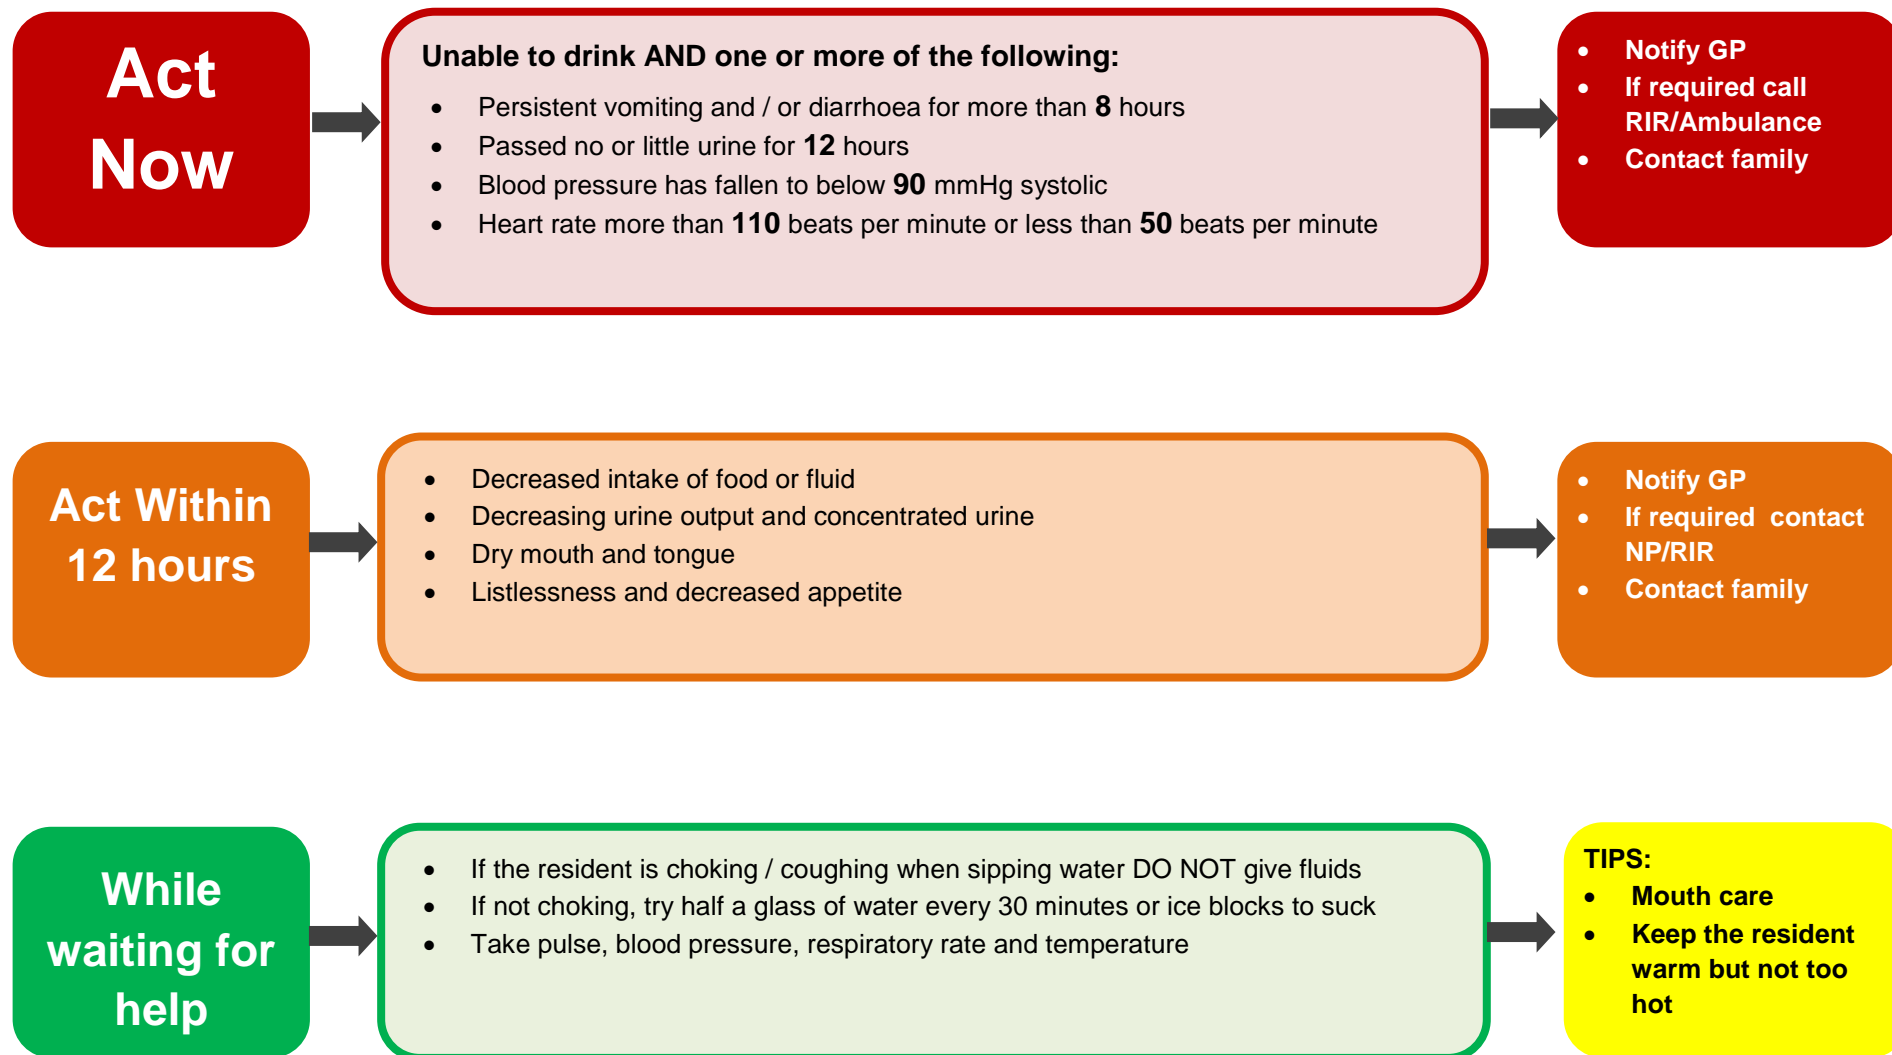 Act
Now
Unable to drink AND one or more of the following:
• Persistent vomiting and / or diarrhoea for more than 8 hours
• Passed no or little urine for 12 hours
• Blood pressure has fallen to below 90 mmHg systolic
• Heart rate more than 110 beats per minute or less than 50 beats per minute
• Notify GP
• If required call
RIR/Ambulance
• Contact family
Act Within
12 hours
• Decreased intake of food or fluid
• Decreasing urine output and concentrated urine
• Dry mouth and tongue
• Listlessness and decreased appetite
• Notify GP
• If required contact
NP/RIR
• Contact family
While
waiting for
help
• If the resident is choking / coughing when sipping water DO NOT give fluids
• If not choking, try half a glass of water every 30 minutes or ice blocks to suck
• Take pulse, blood pressure, respiratory rate and temperature
TIPS:
• Mouth care
• Keep the resident
warm but not too
hot